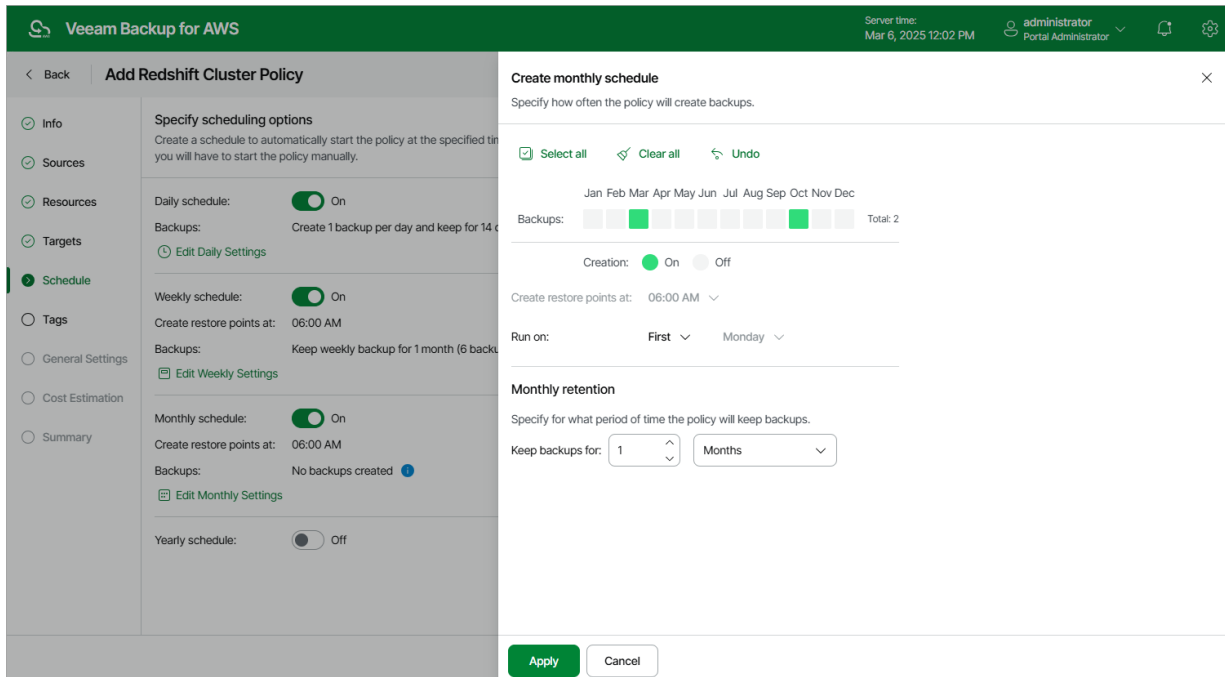 Veeam Backup for AWS
Server time:
Mar 6, 2025 12:02 PM
administrator
Portal Administrator
Back
Add Redshift Cluster Policy
Info
Sources
Resources
Targets
Schedule
Tags
General Settings
Cost Estimation
Summary
Specify scheduling options
Create a schedule to automatically start the policy at the specified
you will have to start the policy manually.
Daily schedule: On
Backups: Create 1 backup per day and keep for 14
Edit Daily Settings
Weekly schedule: On
Create restore points at: 06:00 AM
Backups: Keep weekly backup for 1 month (6
Edit Weekly Settings
Monthly schedule: On
Create restore points at: 06:00 AM
Backups: No backups created
Edit Monthly Settings
Yearly schedule: Off
Create monthly schedule
Specify how often the policy will create backups.
Select all Clear all Undo
Jan Feb Mar Apr May Jun Jul Aug Sep Oct Nov Dec
Backups: Total: 2
Creation: On Off
Create restore points at: 06:00 AM
Run on: First Monday
Monthly retention
Specify for what period of time the policy will keep backups.
Keep backups for: 1 Months
Apply Cancel